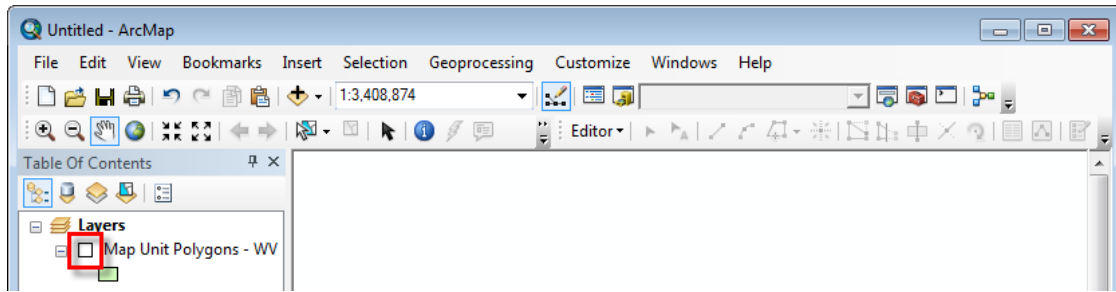 Untitled - ArcMap
File Edit View Bookmarks Insert Selection Geoprocessing Customize Windows Help
1:3,408,874
Editor
Table Of Contents
Layers
Map Unit Polygons - WV